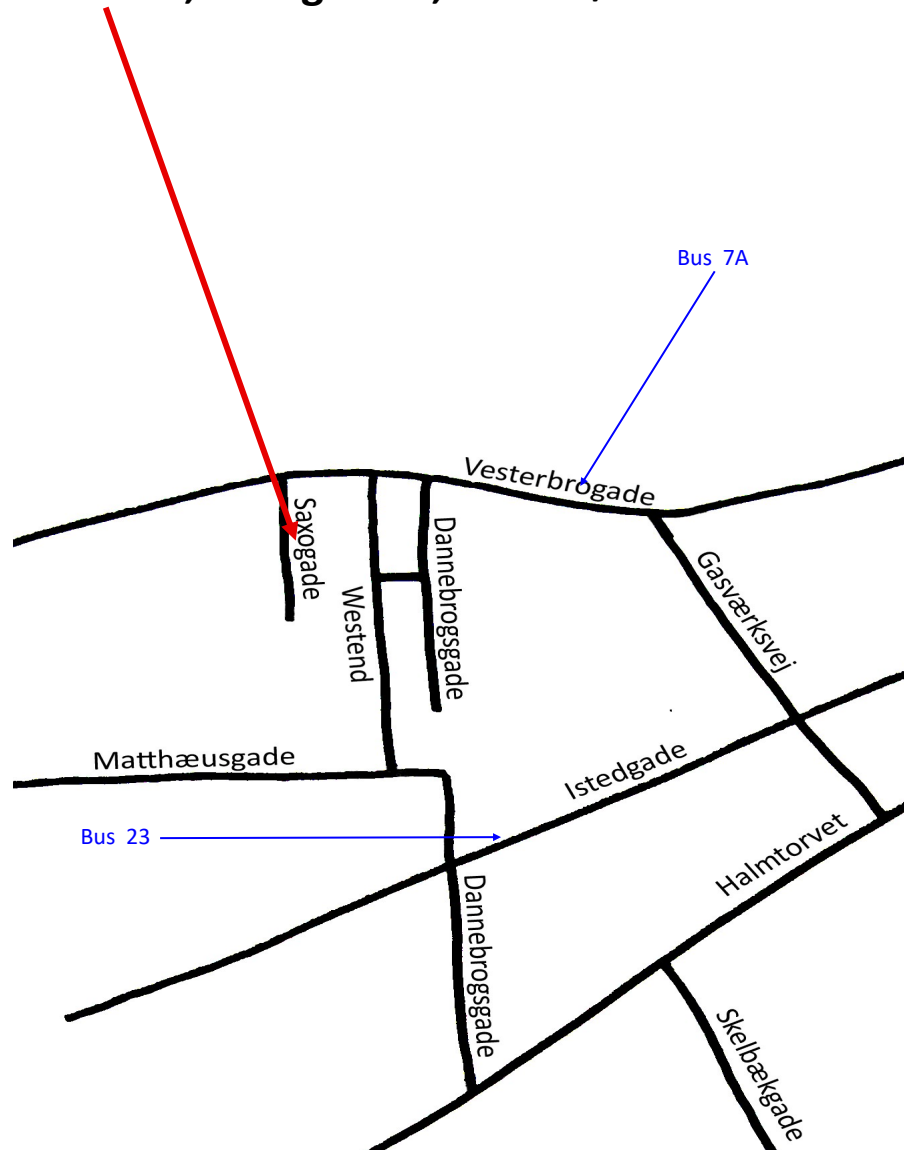 Bus 7A
Vesterbrogade
Saxogade
Dannebrogsgade
Westend
Gasværksvej
Matthæusgade
Istedgade
Bus 23
Halmtorvet
Dannebrogsgade
Skelbækgade